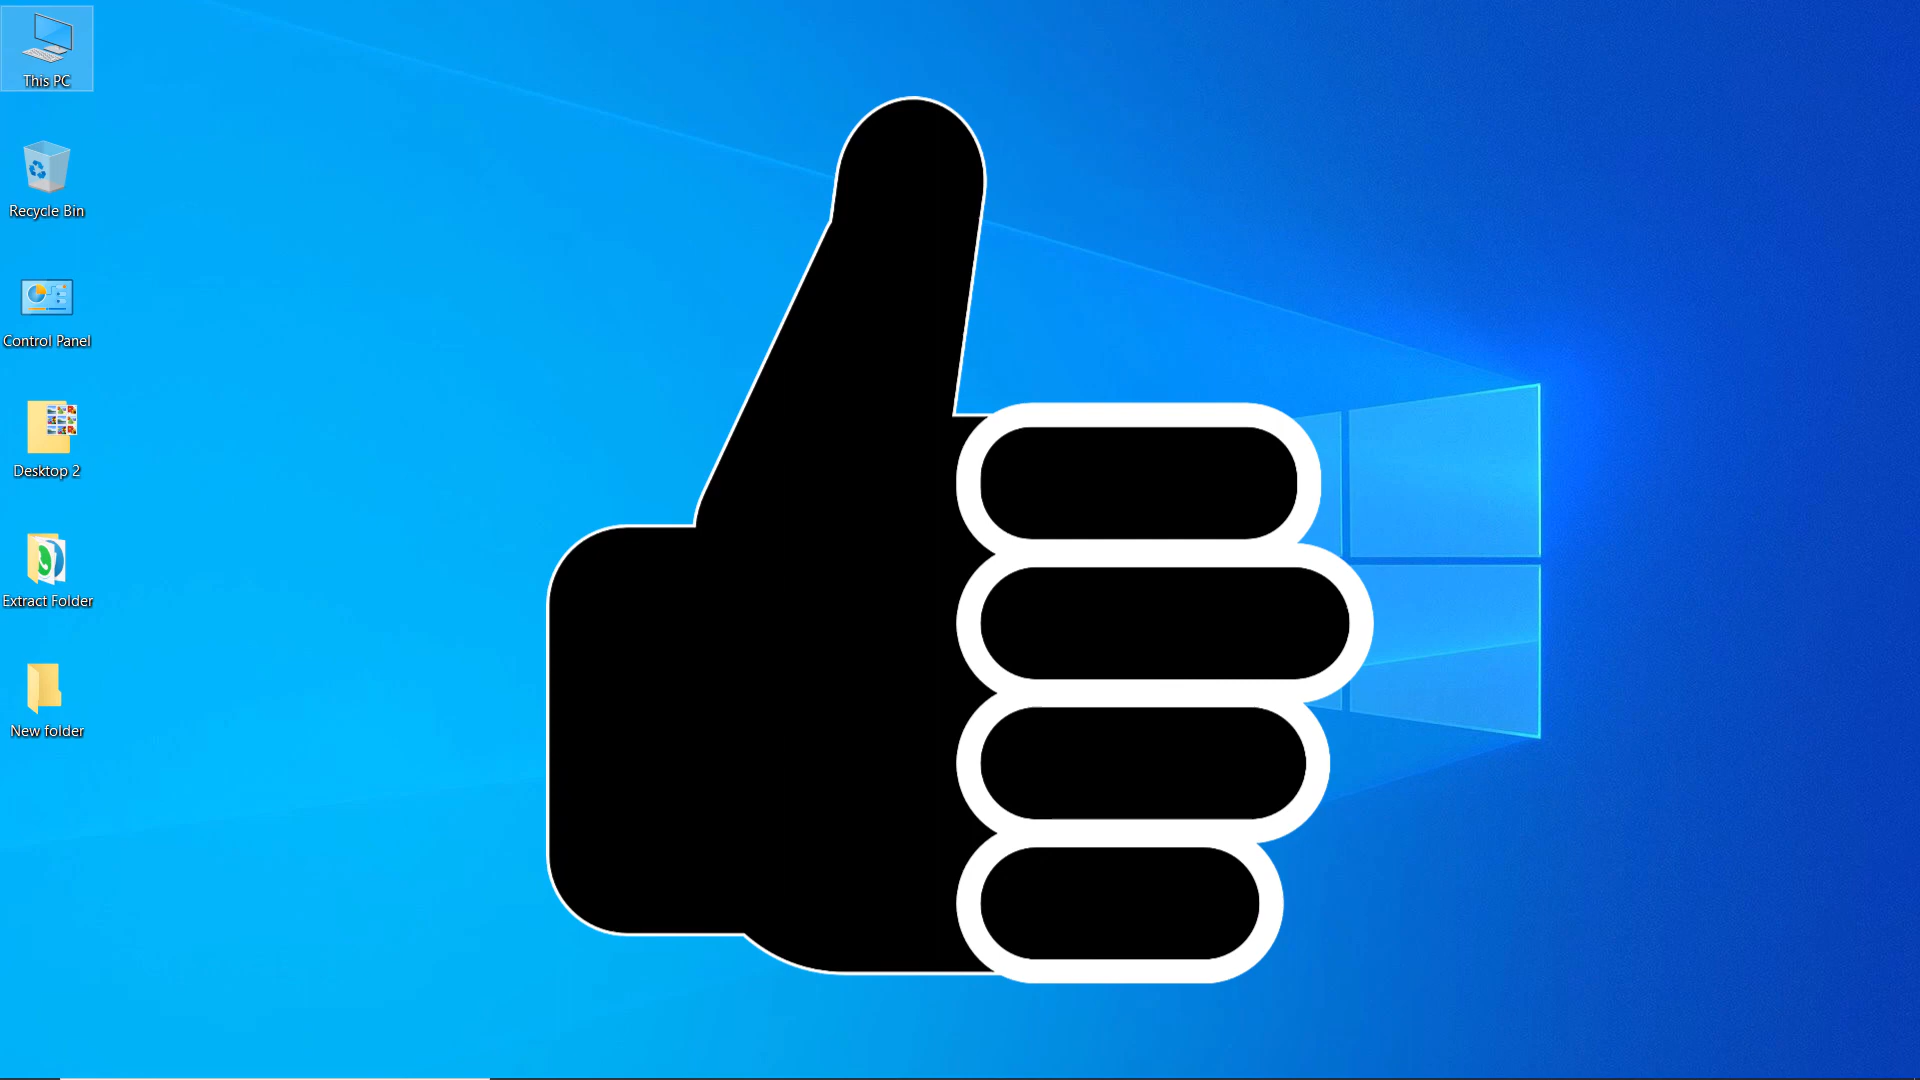 This PC
Recycle Bin
Control Panel
Desktop 2
Extract Folder
New folder